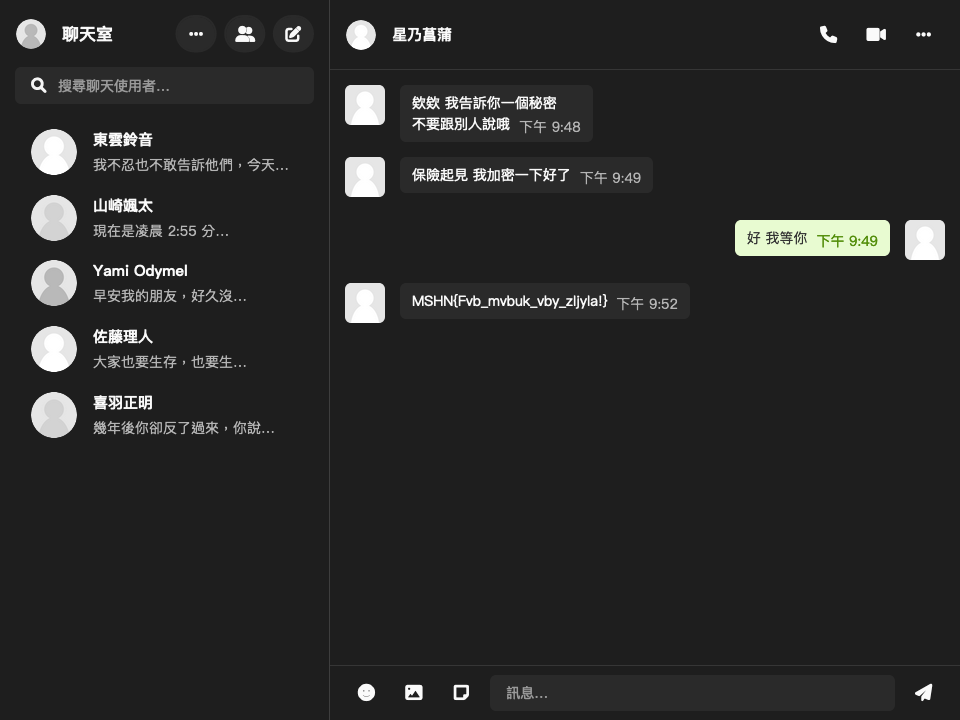 聊天室
搜尋聊天使用者...
東雲鈴音
我不忍也不敢告訴他們，今天...
山崎颯太
現在是凌晨 2:55 分...
Yami Odymel
早安我的朋友，好久沒...
佐藤理人
大家也要生存，也要生...
喜羽正明
幾年後你卻反了過來，你說...
星乃菖蒲
欸欸 我告訴你一個秘密
不要跟別人說哦 下午 9:48
保險起見 我加密一下好了 下午 9:49
好 我等你 下午 9:49
MSHN{Fvb_mvbuk_vby_zljyla!} 下午 9:52
訊息...